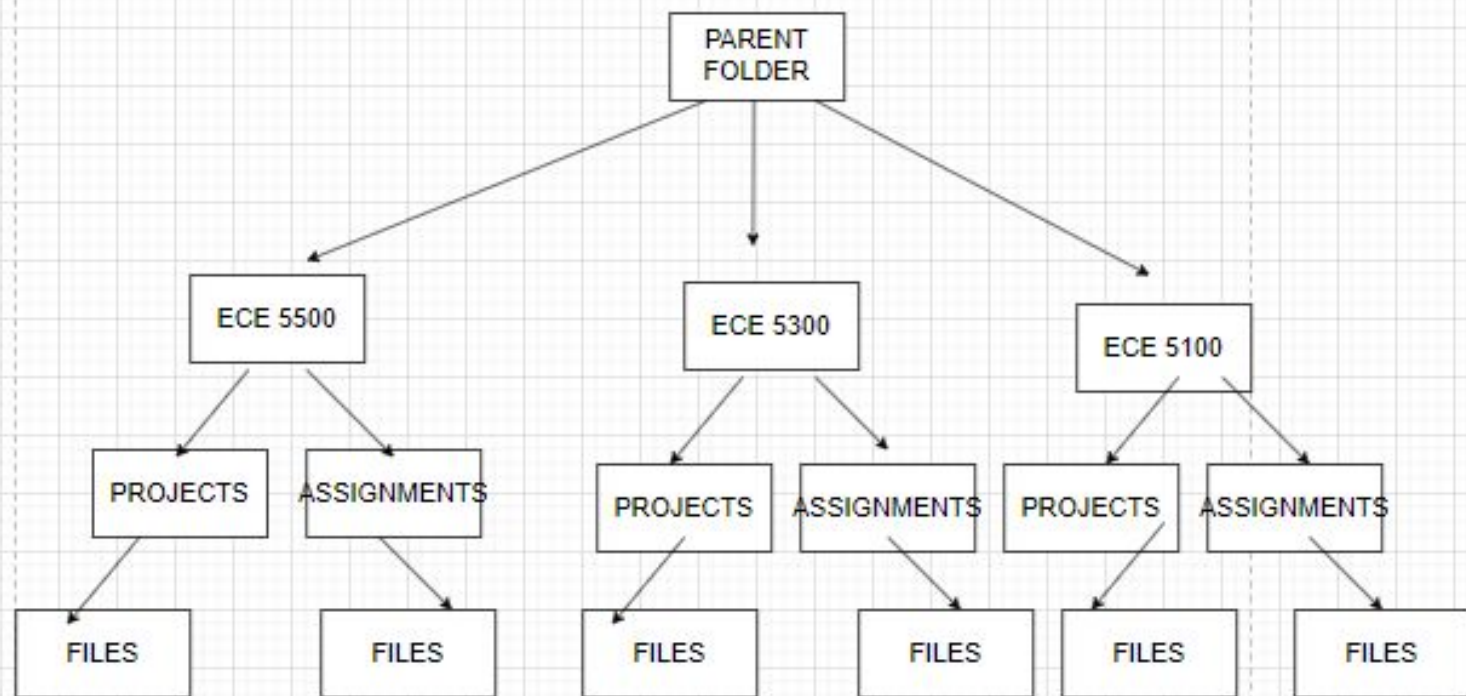 PARENT
FOLDER
ECE 5500
ECE 5300
ECE 5100
PROJECTS
ASSIGNMENTS
PROJECTS
ASSIGNMENTS
PROJECTS
ASSIGNMENTS
FILES
FILES
FILES
FILES
FILES
FILES